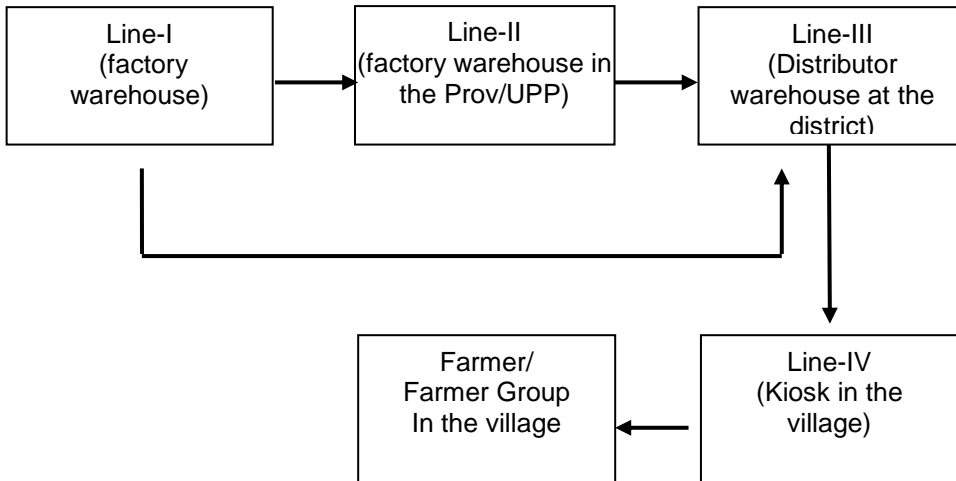 Line-I
(factory
warehouse)
Line-II
(factory warehouse in
the Prov/UPP)
Line-III
(Distributor
warehouse at the
district)
Farmer/
Farmer Group
In the village
Line-IV
(Kiosk in the
village)